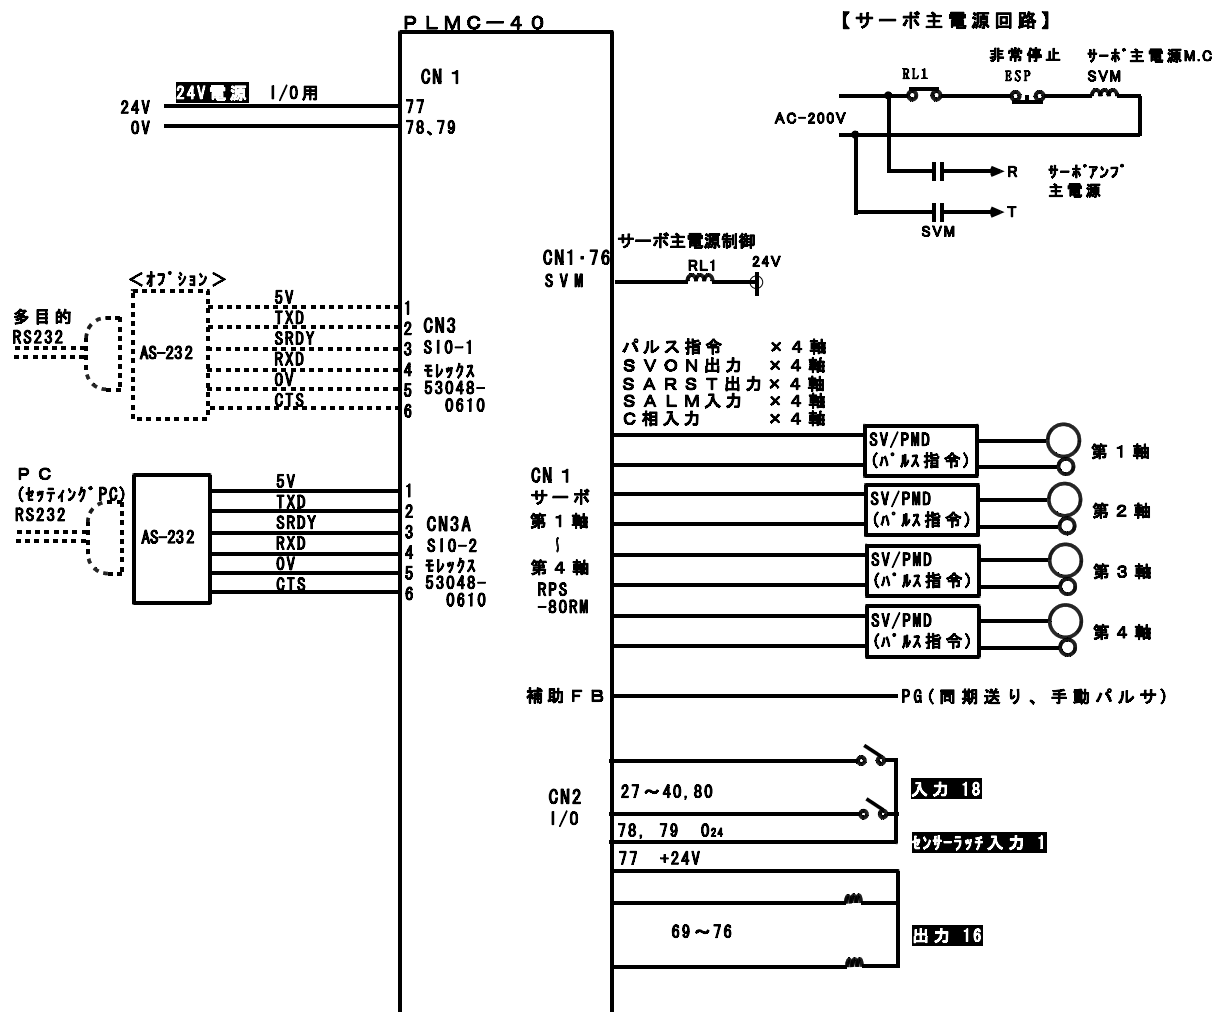 PLMC－40
【サーボ主電源回路】
非常停止
サーボ主電源M.C
RL1
ESP
SVM
AC-200V
R
サーボアンプ
主電源
T
SVM
CN1
24V電源 I/O用
24V
77
0V
78、79
サーボ主電源制御
CN1・76
SVM
RL1
24V
＜オプション＞
多目的
RS232
AS-232
5V
TXD
SRDY
RXD
0V
CTS
1
2
3
4
5
6
CN3
SIO-1
モレックス
53048-
0610
パルス指令 ×4軸
SVON出力 ×4軸
SARST出力 ×4軸
SALM入力 ×4軸
C相入力 ×4軸
PC
(セッティングPC)
RS232
AS-232
5V
TXD
SRDY
RXD
0V
CTS
1
2
3
4
5
6
CN3A
SIO-2
モレックス
53048-
0610
CN1
サーボ
第1軸
～
第4軸
RPS
-80RM
SV/PMD
(パルス指令)
第1軸
SV/PMD
(パルス指令)
第2軸
SV/PMD
(パルス指令)
第3軸
SV/PMD
(パルス指令)
第4軸
補助FB
PG(同期送り、手動パルサ)
CN2
I/O
27～40,80
入力 18
78, 79 024
センサーラッチ入力 1
77 +24V
69～76
出力 16